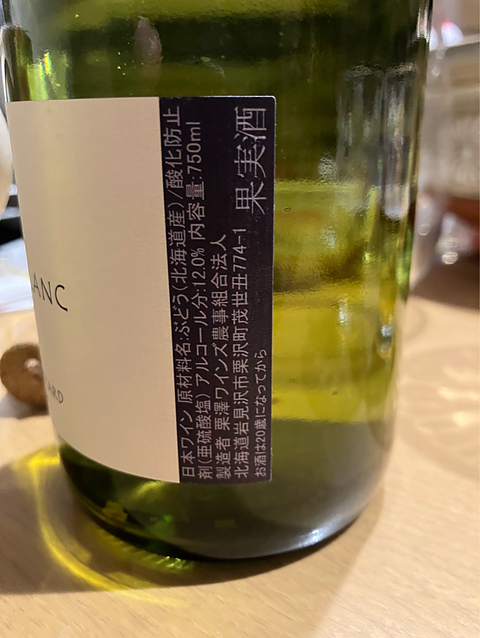 ANC
ARD
果実酒
日本ワイン 原材料名:ぶどう(北海道産)/酸化防止
剤(亜硫酸塩) アルコール分:12.0% 内容量:750ml
製造者 栗澤ワインズ農事組合法人
北海道岩見沢市栗沢町茂世丑774-1
お酒は20歳になってから